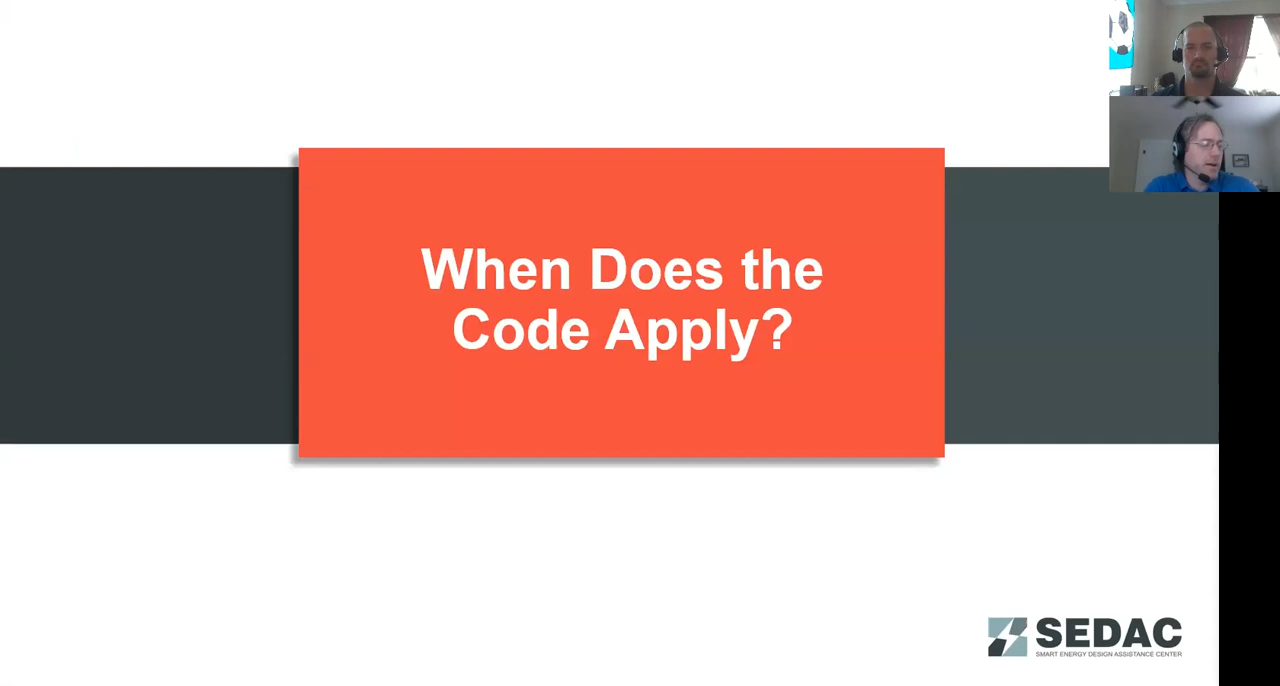 When Does the
Code Apply?
SEDAC
SMART ENERGY DESIGN ASSISTANCE CENTER